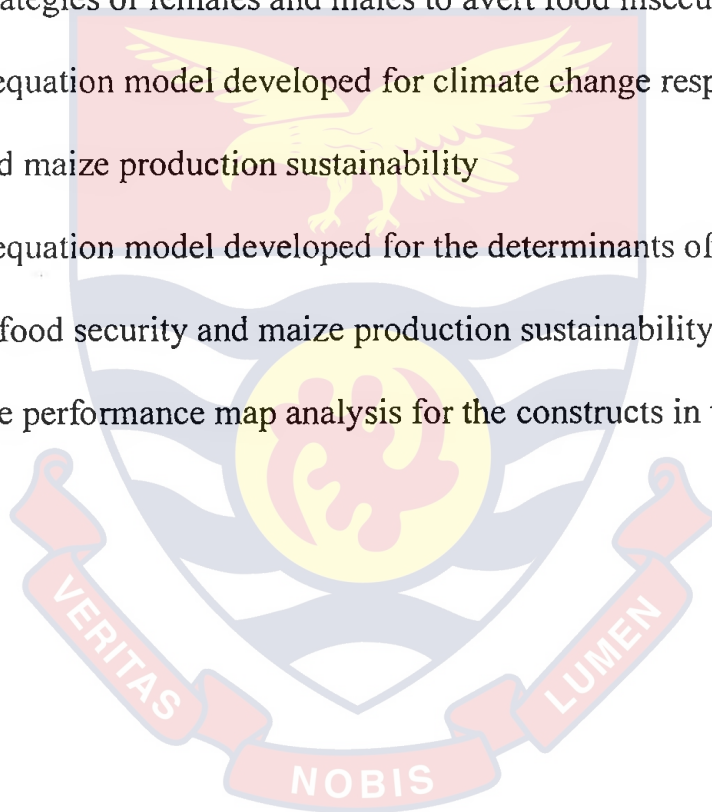 ategies of females and males to avert food insecu
equation model developed for climate change resp
d maize production sustainability
equation model developed for the determinants of
food security and maize production sustainability
e performance map analysis for the constructs in
VERITAS
NOBIS
LUMEN